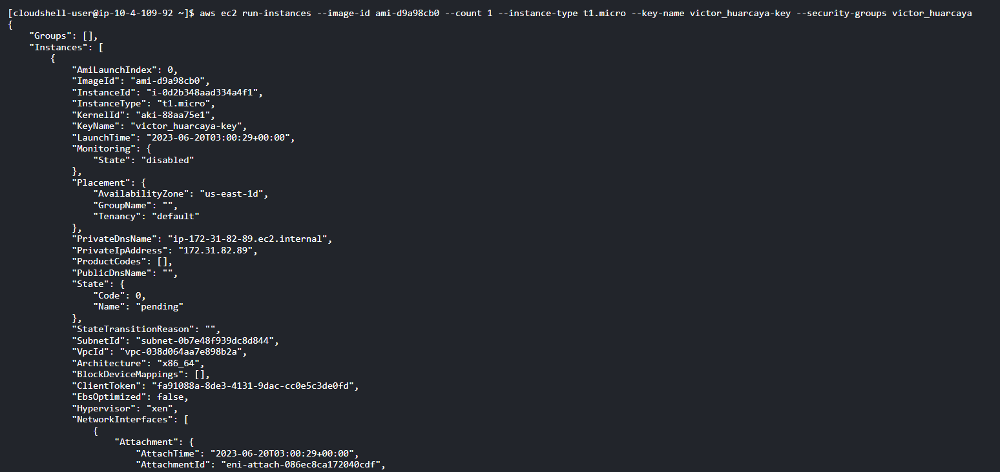 [cloudshell-user@ip-10-4-109-92 ~]$ aws ec2 run-instances --image-id ami-d9a98cb0 --count 1 --instance-type t1.micro --key-name victor_huarcaya-key --security-groups victor_huarcaya
{
    "Groups": [],
    "Instances": [
        {
            "AmiLaunchIndex": 0,
            "ImageId": "ami-d9a98cb0",
            "InstanceId": "i-0d2b348aad334a4f1",
            "InstanceType": "t1.micro",
            "KernelId": "aki-88aa75e1",
            "KeyName": "victor_huarcaya-key",
            "LaunchTime": "2023-06-20T03:00:29+00:00",
            "Monitoring": {
                "State": "disabled"
            },
            "Placement": {
                "AvailabilityZone": "us-east-1d",
                "GroupName": "",
                "Tenancy": "default"
            },
            "PrivateDnsName": "ip-172-31-82-89.ec2.internal",
            "PrivateIpAddress": "172.31.82.89",
            "ProductCodes": [],
            "PublicDnsName": "",
            "State": {
                "Code": 0,
                "Name": "pending"
            },
            "StateTransitionReason": "",
            "SubnetId": "subnet-0b7e48f939dc8d844",
            "VpcId": "vpc-038d064aa7e898b2a",
            "Architecture": "x86_64",
            "BlockDeviceMappings": [],
            "ClientToken": "fa91088a-8de3-4131-9dac-cc0e5c3de0fd",
            "EbsOptimized": false,
            "Hypervisor": "xen",
            "NetworkInterfaces": [
                {
                    "Attachment": {
                        "AttachTime": "2023-06-20T03:00:29+00:00",
                        "AttachmentId": "eni-attach-086ec8ca172040cdf",